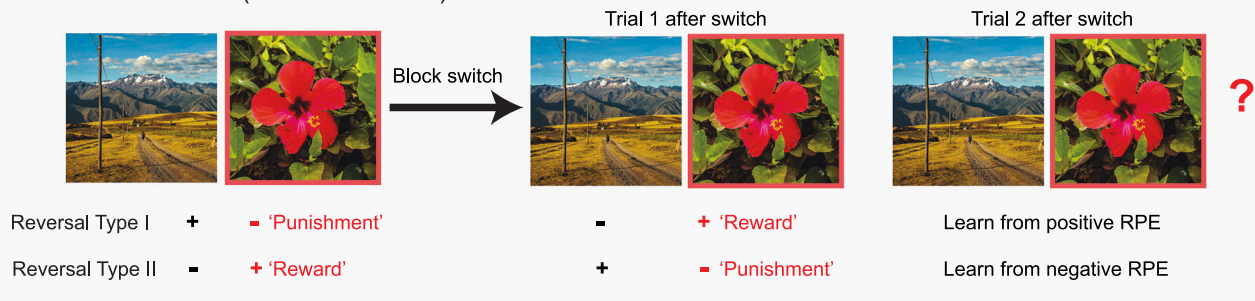 Trial 1 after switch
Trial 2 after switch
Block switch
?
Reversal Type I + - 'Punishment' - + 'Reward' Learn from positive RPE
Reversal Type II - + 'Reward' + - 'Punishment' Learn from negative RPE